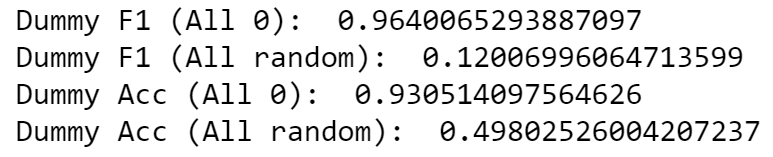 Dummy F1 (All 0):  0.9640065293887097
Dummy F1 (All random):  0.12006996064713599
Dummy Acc (All 0):  0.930514097564626
Dummy Acc (All random):  0.49802526004207237